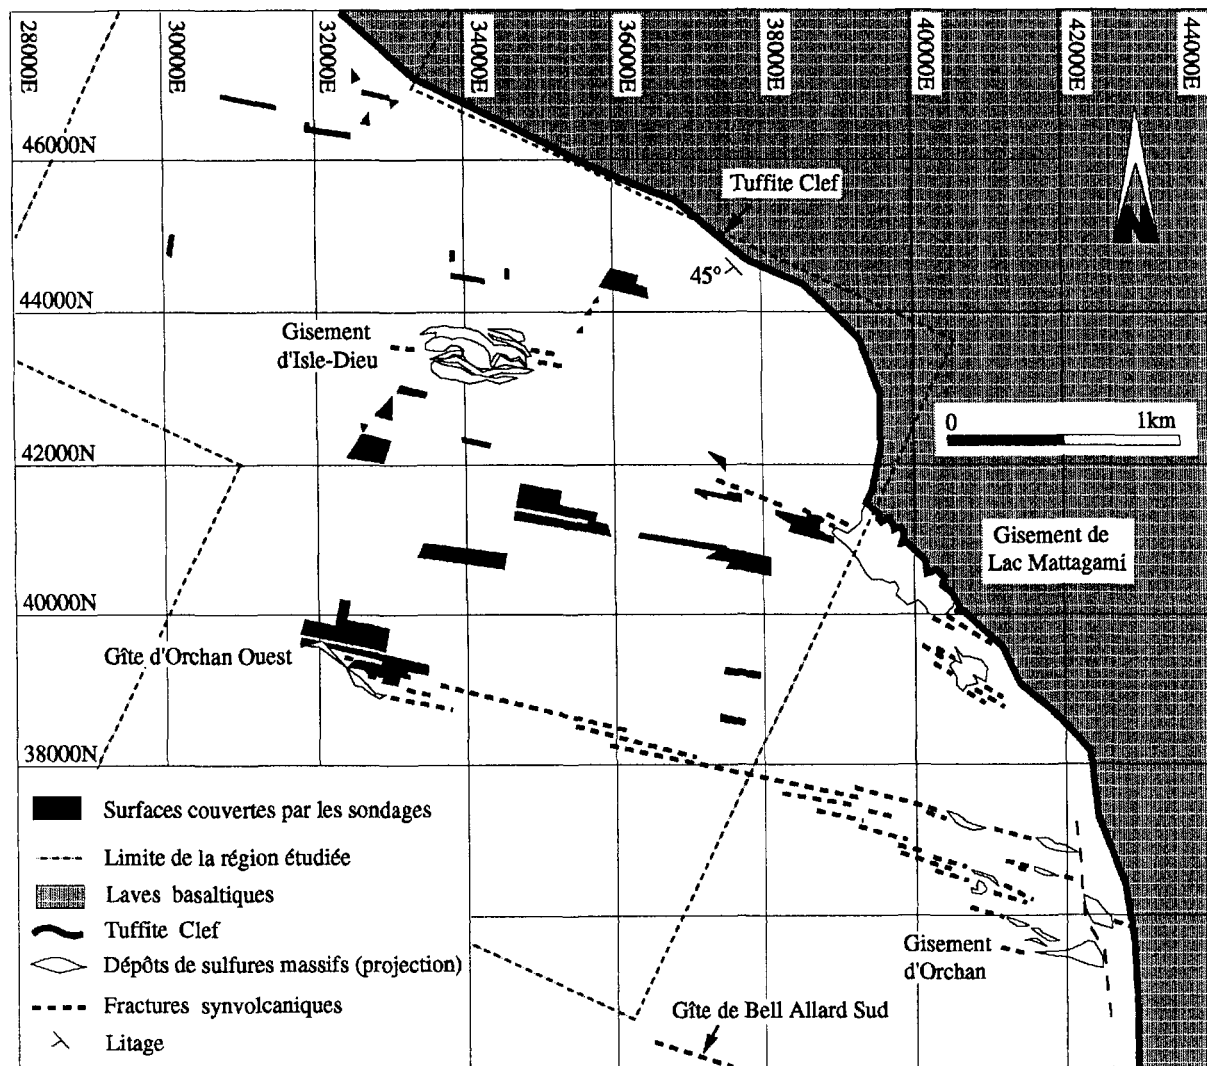 28000E
30000E
32000E
34000E
36000E
38000E
40000E
42000E
44000E
46000N
Tuffite Clef
N
45°
44000N
Gisement
d'Isle-Dieu
0 1km
42000N
Gisement de
Lac Mattagami
40000N
Gîte d'Orchan Ouest
38000N
Surfaces couvertes par les sondages
Limite de la région étudiée
Laves basaltiques
Tuffite Clef
Dépôts de sulfures massifs (projection)
Fractures synvolcaniques
Litage
Gisement
d'Orchan
Gîte de Bell Allard Sud